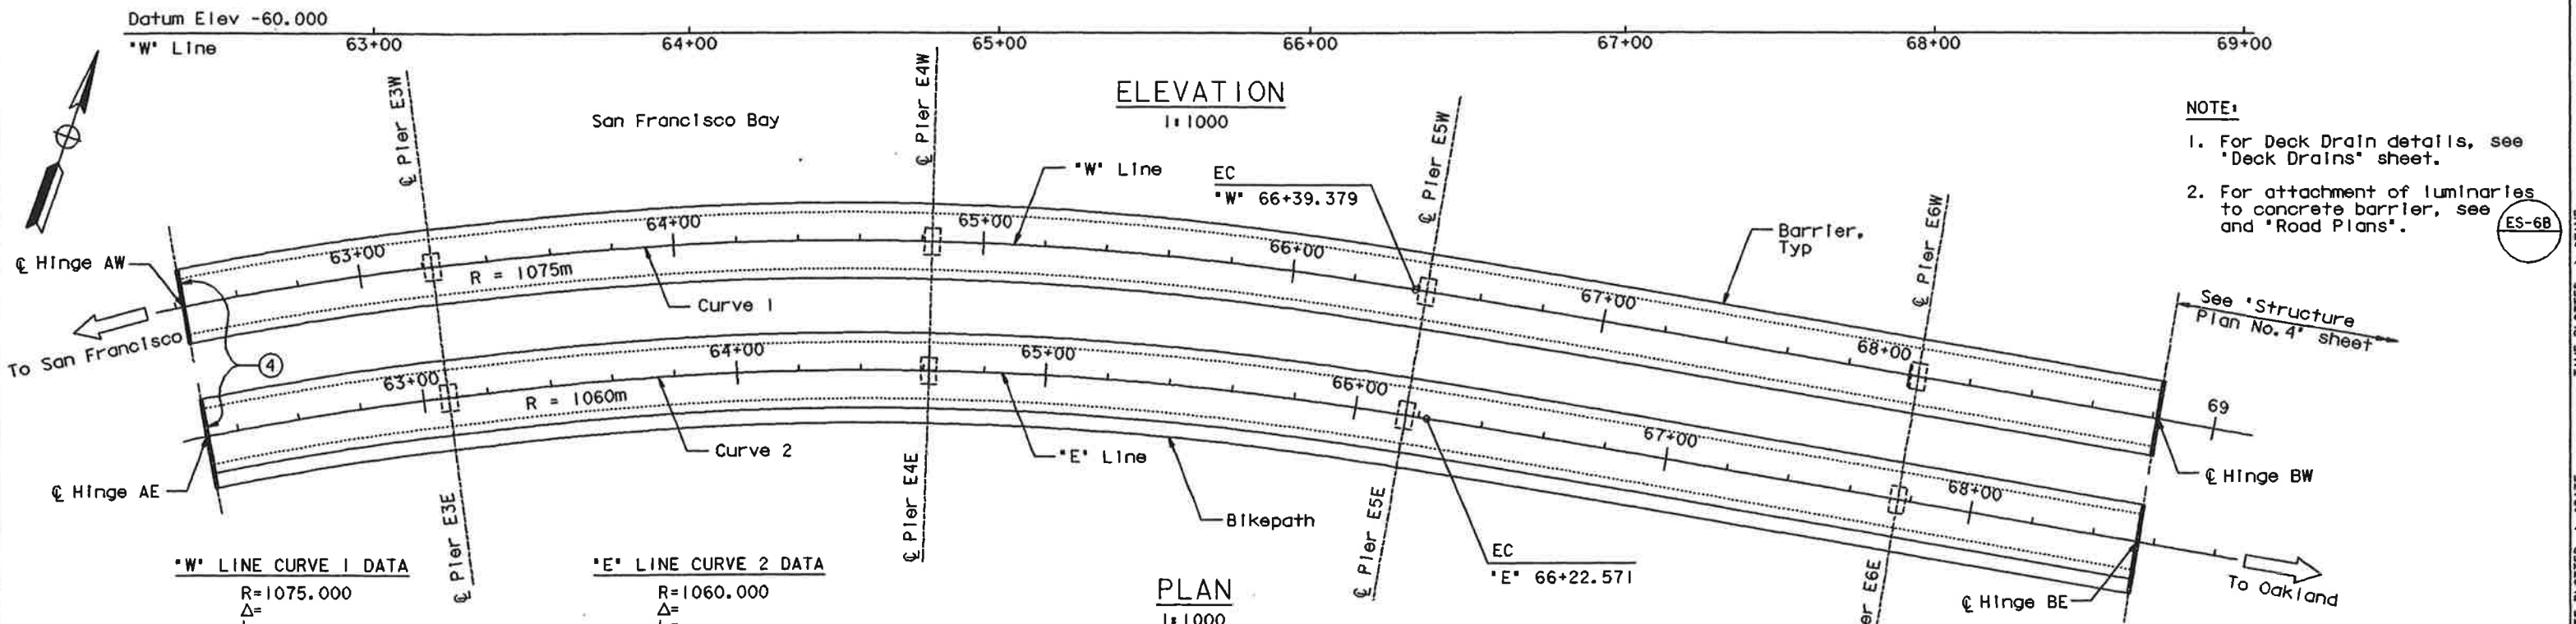 Datum Elev -60.000
"W" Line
63+00
64+00
65+00
66+00
67+00
68+00
69+00
ELEVATION
1:1000
San Francisco Bay
℄ Pier E3W
℄ Pier E4W
℄ Pier E5W
℄ Pier E6W
NOTE:
1. For Deck Drain details, see
"Deck Drains" sheet.
2. For attachment of luminaries
to concrete barrier, see
and "Road Plans".
ES-6B
"W" Line
EC
"W" 66+39.379
Barrier,
Typ
℄ Hinge AW
63+00
64+00
65+00
66+00
67+00
68+00
69
R = 1075m
Curve 1
See "Structure
Plan No. 4" sheet
To San Francisco
4
63+00
64+00
65+00
66+00
67+00
68+00
R = 1060m
Curve 2
"E" Line
Bikepath
℄ Hinge AE
℄ Hinge BW
℄ Pier E3E
℄ Pier E4E
℄ Pier E5E
er E6E
EC
"E" 66+22.571
℄ Hinge BE
To Oakland
"W" LINE CURVE 1 DATA
R=1075.000
Δ=
"E" LINE CURVE 2 DATA
R=1060.000
Δ=
PLAN
1:1000